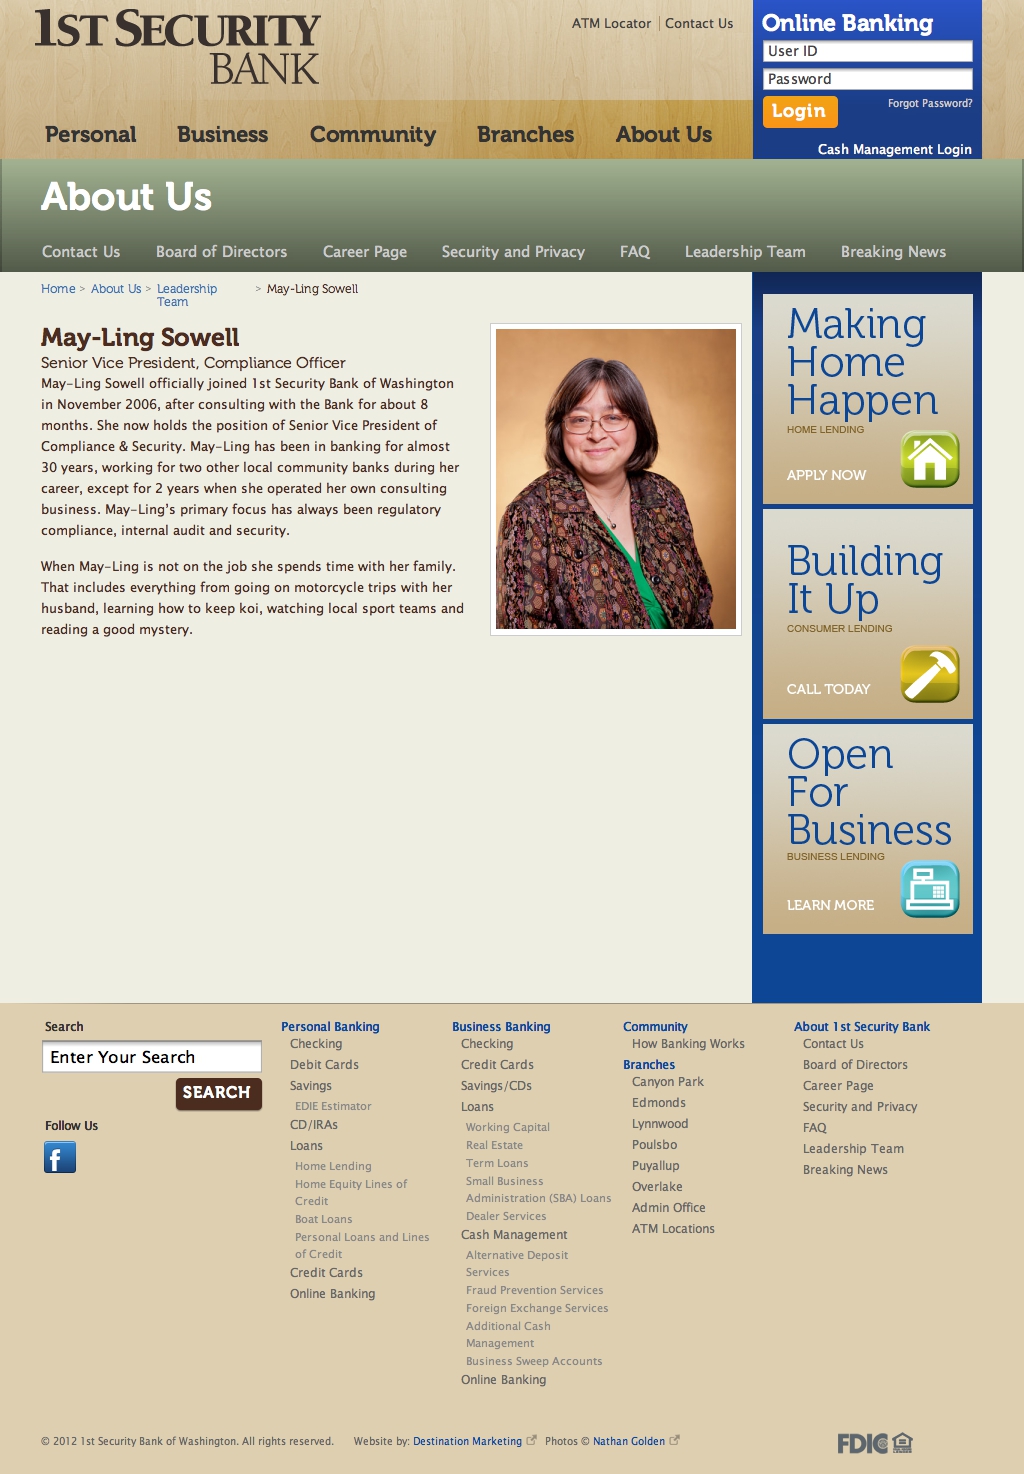 1ST SECURITY
BANK
ATM Locator
Contact Us
Online Banking
User ID
Password
Login
Forgot Password?
Cash Management Login
Personal
Business
Community
Branches
About Us
About Us
Contact Us
Board of Directors
Career Page
Security and Privacy
FAQ
Leadership Team
Breaking News
Home > About Us > Leadership Team > May-Ling Sowell
May-Ling Sowell
Senior Vice President, Compliance Officer
May-Ling Sowell officially joined 1st Security Bank of Washington
in November 2006, after consulting with the Bank for about 8
months. She now holds the position of Senior Vice President of
Compliance & Security. May-Ling has been in banking for almost
30 years, working for two other local community banks during her
career, except for 2 years when she operated her own consulting
business. May-Ling's primary focus has always been regulatory
compliance, internal audit and security.
When May-Ling is not on the job she spends time with her family.
That includes everything from going on motorcycle trips with her
husband, learning how to keep koi, watching local sport teams and
reading a good mystery.
Making
Home
Happen
HOME LENDING
APPLY NOW
Building
It Up
CONSUMER LENDING
CALL TODAY
Open
For
Business
BUSINESS LENDING
LEARN MORE
Search
Enter Your Search
SEARCH
Follow Us
f
Personal Banking
Checking
Debit Cards
Savings
EDIE Estimator
CD/IRAs
Loans
Home Lending
Home Equity Lines of
Credit
Boat Loans
Personal Loans and Lines
of Credit
Credit Cards
Online Banking
Business Banking
Checking
Credit Cards
Savings/CDs
Loans
Working Capital
Real Estate
Term Loans
Small Business
Administration (SBA) Loans
Dealer Services
Cash Management
Alternative Deposit
Services
Fraud Prevention Services
Foreign Exchange Services
Additional Cash
Management
Business Sweep Accounts
Online Banking
Community
How Banking Works
Branches
Canyon Park
Edmonds
Lynnwood
Poulsbo
Puyallup
Overlake
Admin Office
ATM Locations
About 1st Security Bank
Contact Us
Board of Directors
Career Page
Security and Privacy
FAQ
Leadership Team
Breaking News
© 2012 1st Security Bank of Washington. All rights reserved.
Website by: Destination Marketing
Photos © Nathan Golden
FDIC